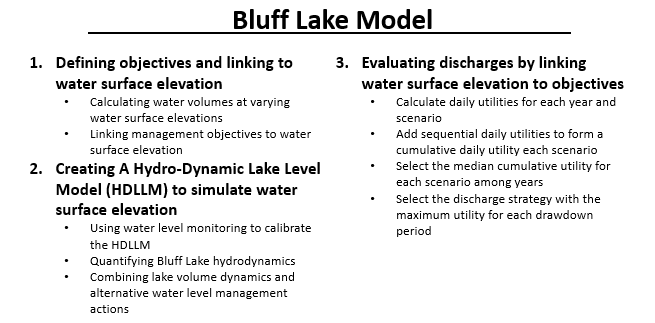 Bluff Lake Model
1. Defining objectives and linking to
water surface elevation
• Calculating water volumes at varying
water surface elevations
• Linking management objectives to water
surface elevation
2. Creating A Hydro-Dynamic Lake Level
Model (HDLLM) to simulate water
surface elevation
• Using water level monitoring to calibrate
the HDLLM
• Quantifying Bluff Lake hydrodynamics
• Combining lake volume dynamics and
alternative water level management
actions
3. Evaluating discharges by linking
water surface elevation to objectives
• Calculate daily utilities for each year and
scenario
• Add sequential daily utilities to form a
cumulative daily utility each scenario
• Select the median cumulative utility for
each scenario among years
• Select the discharge strategy with the
maximum utility for each drawdown
period